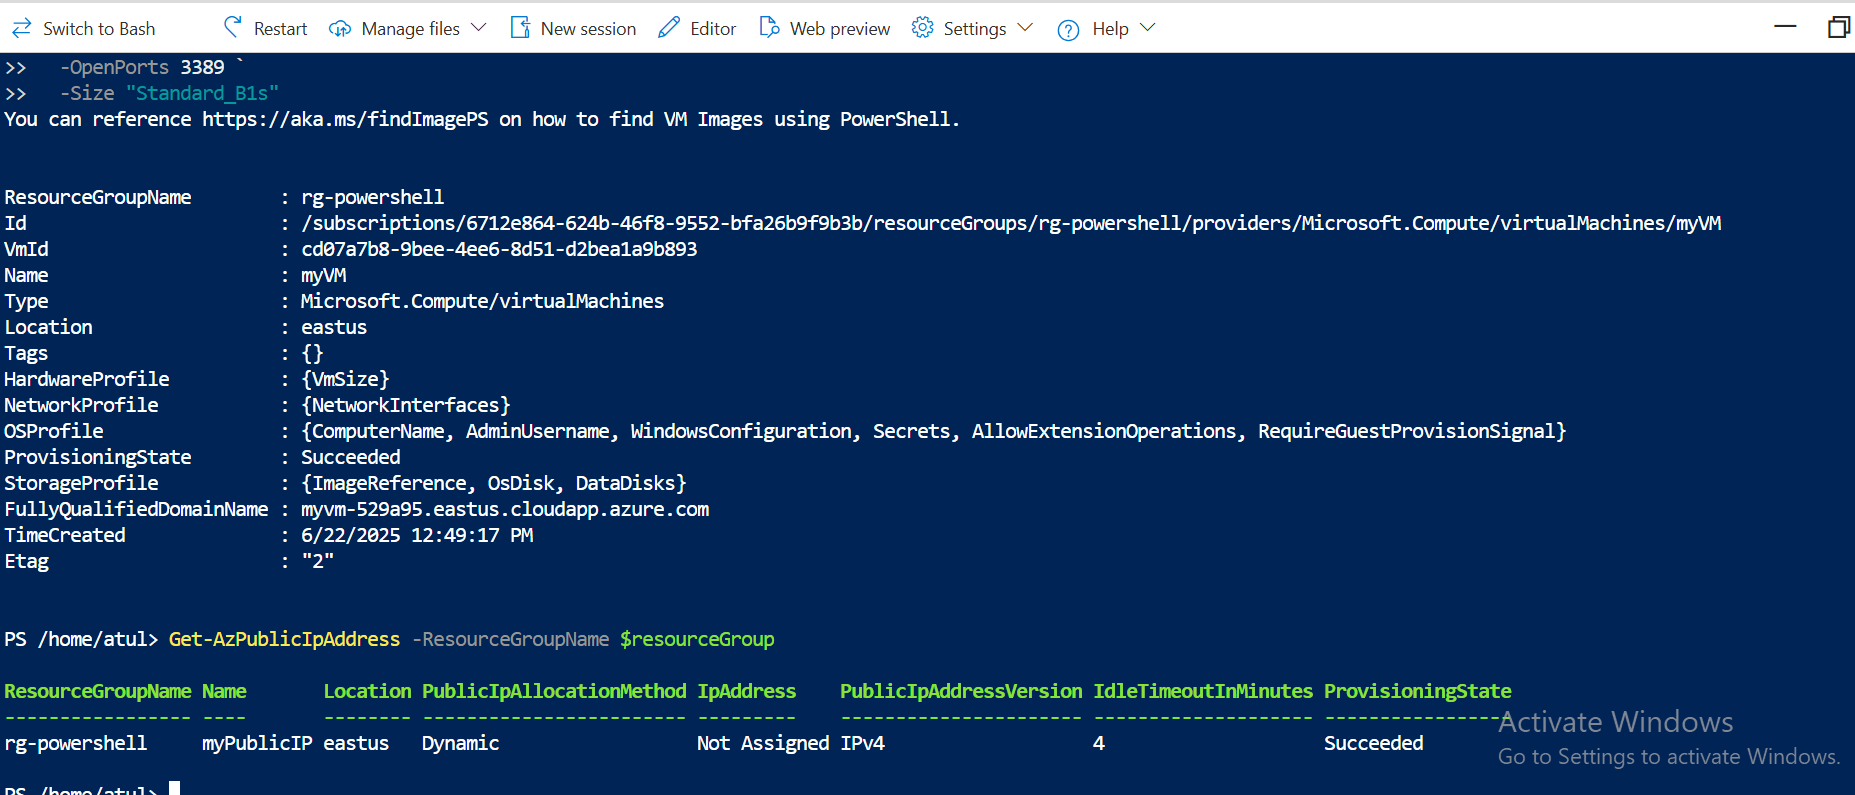 Switch to Bash Restart Manage files New session Editor Web preview Settings Help
>>   -OpenPorts 3389 `
>>   -Size "Standard_B1s"
You can reference https://aka.ms/findImagePS on how to find VM Images using PowerShell.
ResourceGroupName        : rg-powershell
Id                       : /subscriptions/6712e864-624b-46f8-9552-bfa26b9f9b3b/resourceGroups/rg-powershell/providers/Microsoft.Compute/virtualMachines/myVM
VmId                     : cd07a7b8-9bee-4ee6-8d51-d2bea1a9b893
Name                     : myVM
Type                     : Microsoft.Compute/virtualMachines
Location                 : eastus
Tags                     : {}
HardwareProfile          : {VmSize}
NetworkProfile           : {NetworkInterfaces}
OSProfile                : {ComputerName, AdminUsername, WindowsConfiguration, Secrets, AllowExtensionOperations, RequireGuestProvisionSignal}
ProvisioningState        : Succeeded
StorageProfile           : {ImageReference, OsDisk, DataDisks}
FullyQualifiedDomainName : myvm-529a95.eastus.cloudapp.azure.com
TimeCreated              : 6/22/2025 12:49:17 PM
Etag                     : "2"
PS /home/atul> Get-AzPublicIpAddress -ResourceGroupName $resourceGroup
ResourceGroupName Name       Location PublicIpAllocationMethod IpAddress    PublicIpAddressVersion IdleTimeoutInMinutes ProvisioningState
----------------- ----       -------- ------------------------ ---------    ---------------------- -------------------- -----------------
rg-powershell     myPublicIP eastus   Dynamic                  Not Assigned IPv4                   4                    Succeeded
Activate Windows
Go to Settings to activate Windows.
PS /home/atul>